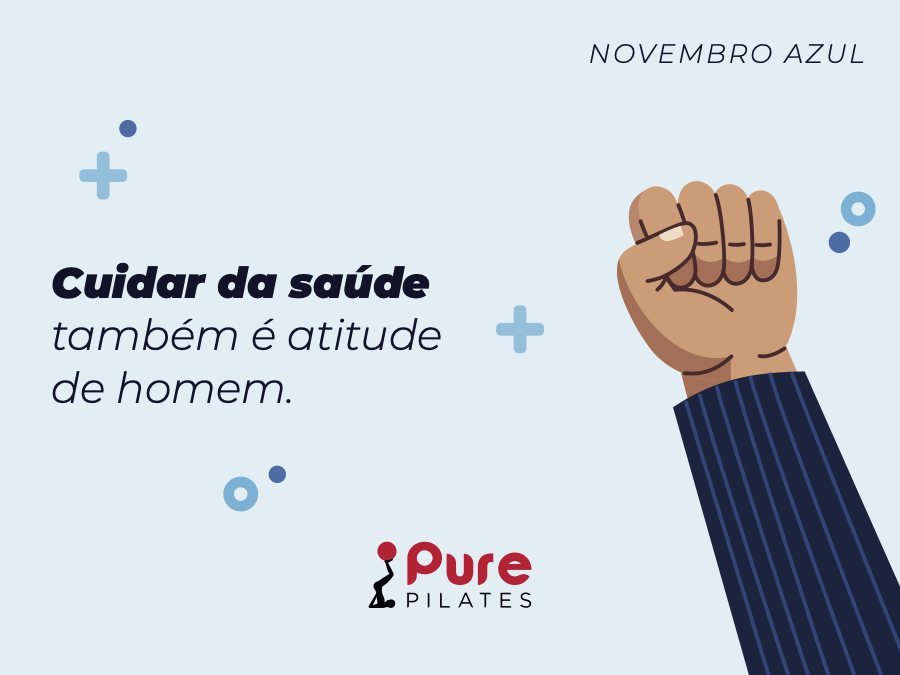 NOVEMBRO AZUL
Cuidar da saúde
também é atitude
de homem.
Pure
PILATES